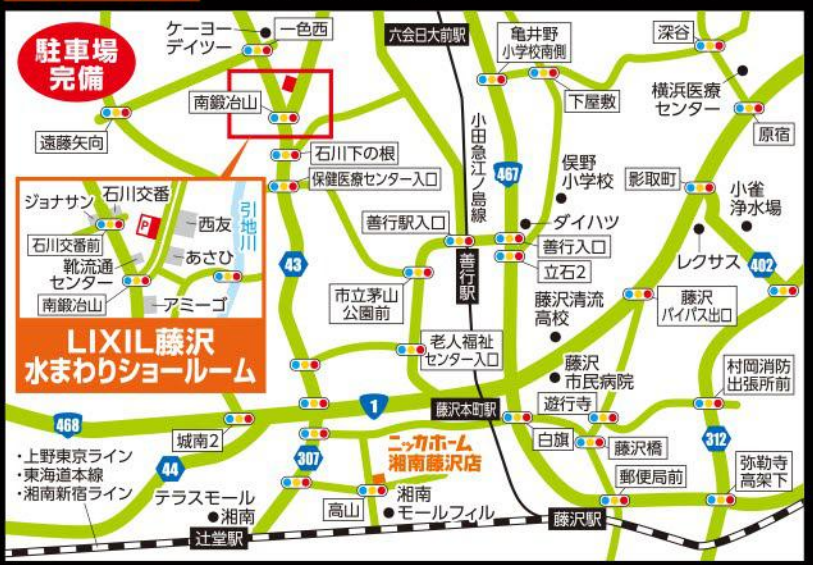 駐車場
完備
ケーヨー
デイツー
一色西
六会日大前駅
亀井野
小学校南側
深谷
下屋敷
横浜医療
センター
原宿
南鍛冶山
遠藤矢向
石川下の根
保健医療センター入口
小田急江ノ島線
467
俣野
小学校
影取町
小雀
浄水場
ジョナサン
石川交番
P
西友
引地川
石川交番前
あさひ
靴流通
センター
南鍛冶山
アミーゴ
LIXIL藤沢
水まわりショールーム
43
善行駅入口
ダイハツ
善行入口
立石2
善行駅
レクサス
402
市立茅山
公園前
藤沢清流
高校
藤沢
バイパス出口
老人福祉
センター入口
藤沢
市民病院
村岡消防
出張所前
1
藤沢本町駅
遊行寺
468
城南2
白旗
藤沢橋
312
・上野東京ライン
・東海道本線
・湘南新宿ライン
44
307
ニッカホーム
湘南藤沢店
郵便局前
弥勒寺
高架下
テラスモール
湘南
高山
湘南
モールフィル
辻堂駅
藤沢駅